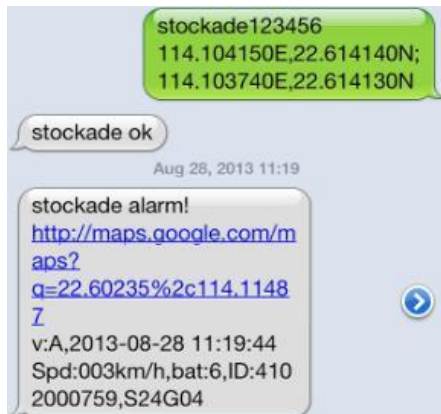 stockade123456
114.104150E,22.614140N;
114.103740E,22.614130N
stockade ok
Aug 28, 2013 11:19
stockade alarm!
http://maps.google.com/m
aps?
q=22.60235%2c114.1148
7
v:A,2013-08-28 11:19:44
Spd:003km/h,bat:6,ID:410
2000759,S24G04